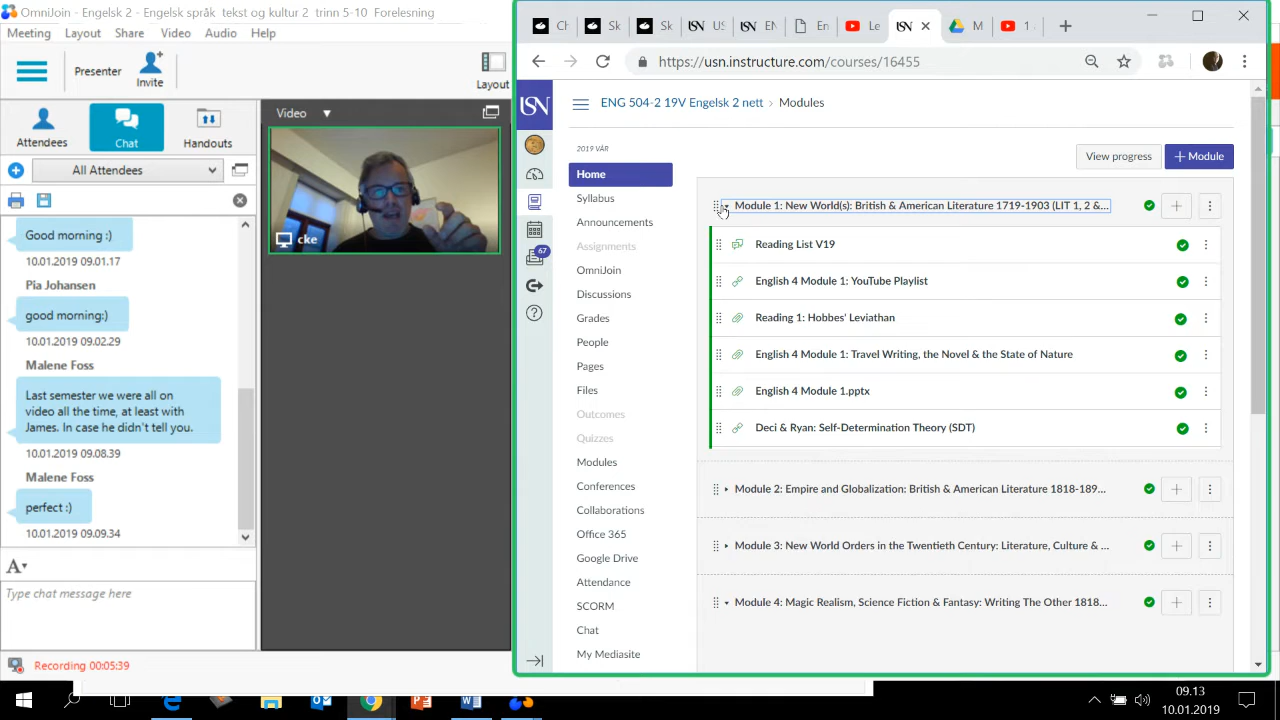 OmniJoin - Engelsk 2 - Engelsk språk tekst og kultur 2 trinn 5-10 Forelesning
Meeting Layout Share Video Audio Help
Presenter
Invite
Layout
Attendees
Chat
Handouts
All Attendees
Good morning :)
10.01.2019 09.01.17
Pia Johansen
good morning:)
10.01.2019 09.02.29
Malene Foss
Last semester we were all on
video all the time, at least with
James. In case he didn't tell you.
10.01.2019 09.08.39
Malene Foss
perfect :)
10.01.2019 09.09.34
A
Type chat message here
Recording 00:05:39
Video
cke
Sk
Sk
US
EN
En
Le
USN
M
https://usn.instructure.com/courses/16455
USN
67
ENG 504-2 19V Engelsk 2 nett › Modules
2019 VÅR
Home
Syllabus
Announcements
Assignments
OmniJoin
Discussions
Grades
People
Pages
Files
Outcomes
Quizzes
Modules
Conferences
Collaborations
Office 365
Google Drive
Attendance
SCORM
Chat
My Mediasite
View progress
+ Module
Module 1: New World(s): British & American Literature 1719-1903 (LIT 1, 2 &...
Reading List V19
English 4 Module 1: YouTube Playlist
Reading 1: Hobbes' Leviathan
English 4 Module 1: Travel Writing, the Novel & the State of Nature
English 4 Module 1.pptx
Deci & Ryan: Self-Determination Theory (SDT)
Module 2: Empire and Globalization: British & American Literature 1818-189...
Module 3: New World Orders in the Twentieth Century: Literature, Culture & ...
Module 4: Magic Realism, Science Fiction & Fantasy: Writing The Other 1818...
09.13
10.01.2019